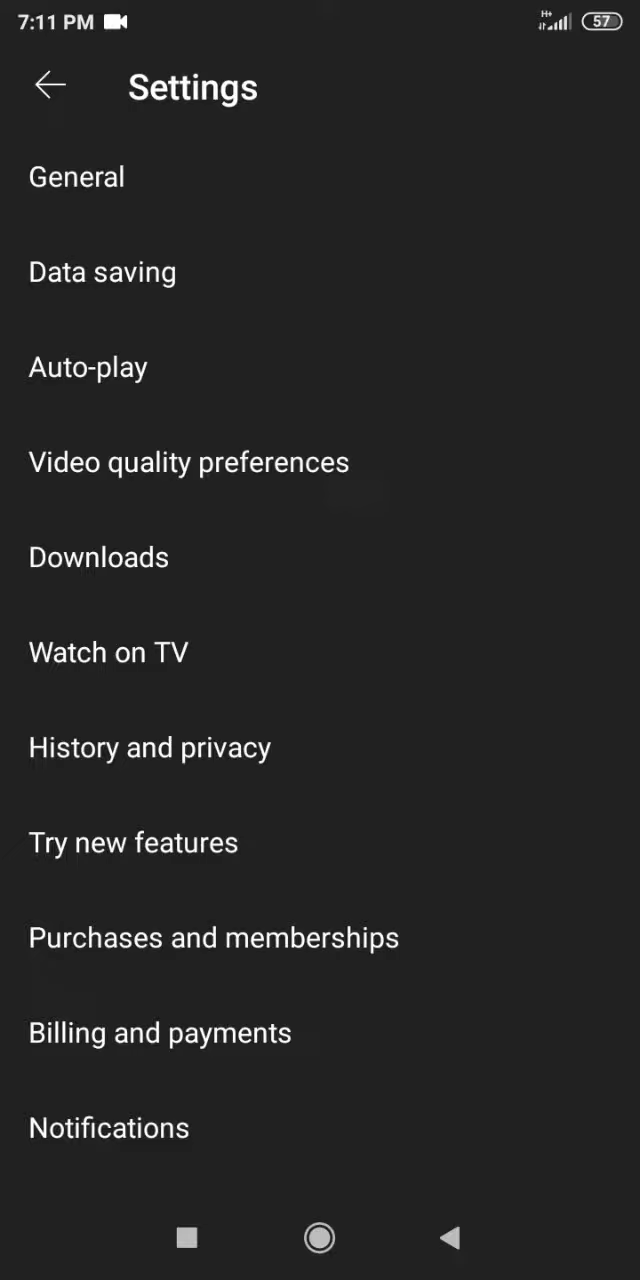 7:11 PM
H+
57
Settings
General
Data saving
Auto-play
Video quality preferences
Downloads
Watch on TV
History and privacy
Try new features
Purchases and memberships
Billing and payments
Notifications